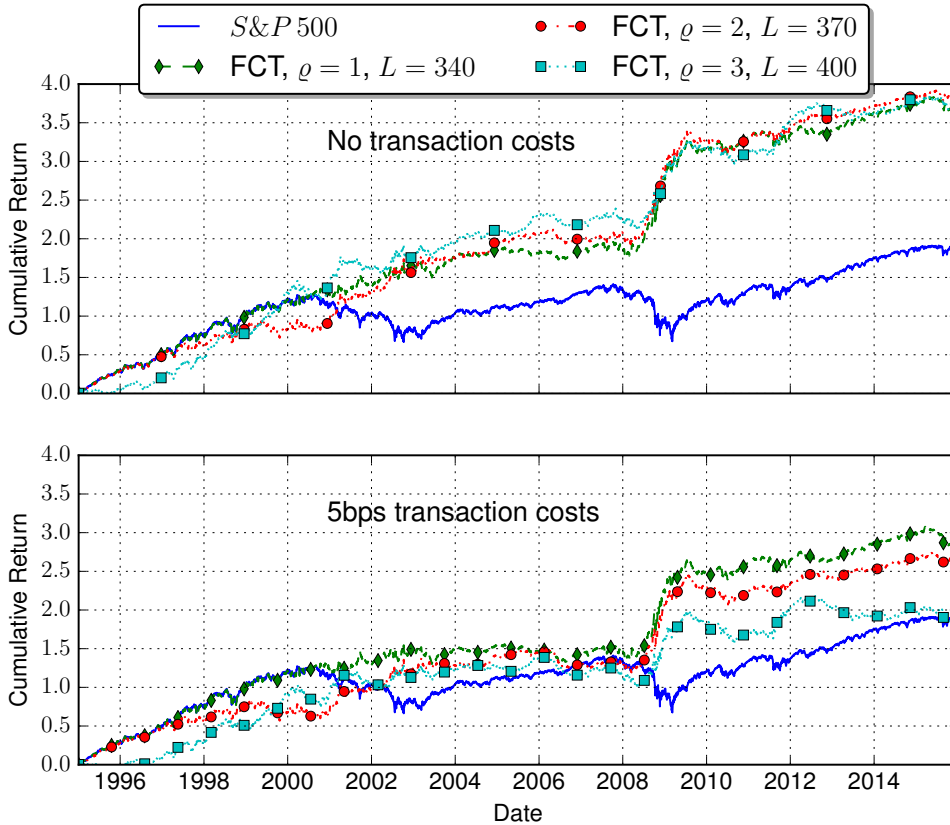 S&P 500
FCT, ϱ = 1, L = 340
FCT, ϱ = 2, L = 370
FCT, ϱ = 3, L = 400
No transaction costs
Cumulative Return
4.0
3.5
3.0
2.5
2.0
1.5
1.0
0.5
0.0
5bps transaction costs
Cumulative Return
4.0
3.5
3.0
2.5
2.0
1.5
1.0
0.5
0.0
1996 1998 2000 2002 2004 2006 2008 2010 2012 2014
Date